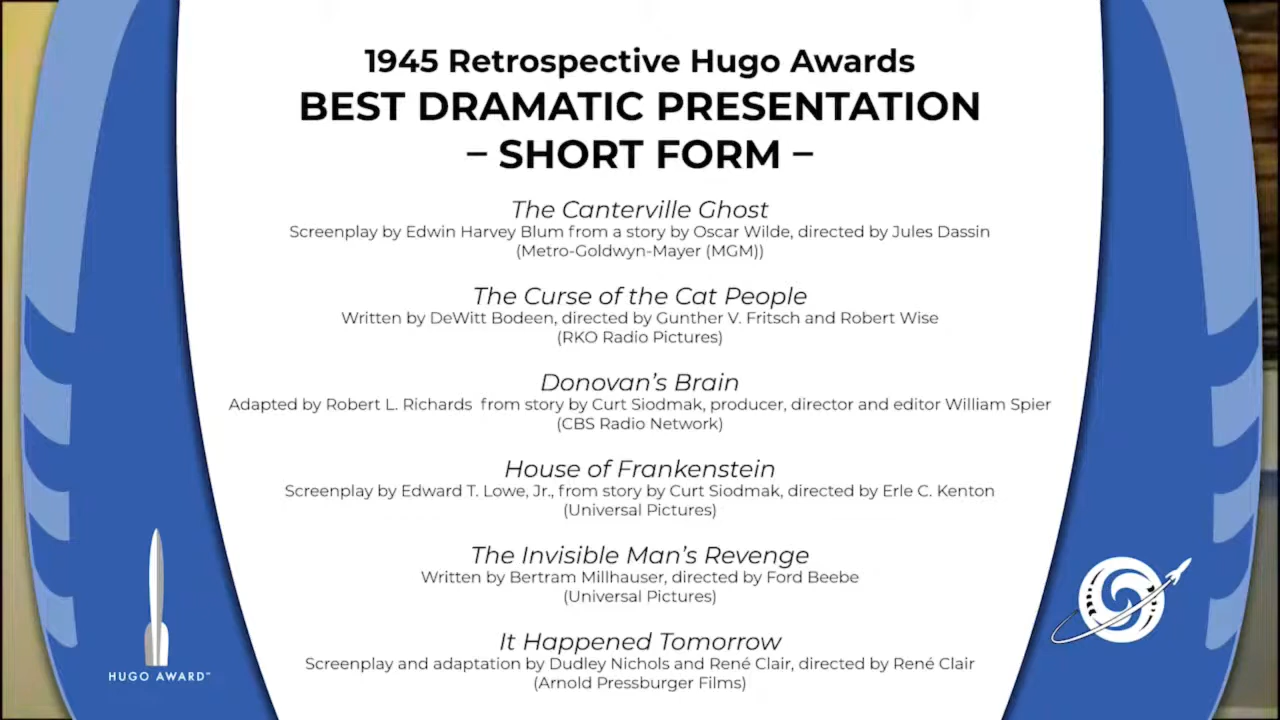 1945 Retrospective Hugo Awards
BEST DRAMATIC PRESENTATION
– SHORT FORM –
The Canterville Ghost
Screenplay by Edwin Harvey Blum from a story by Oscar Wilde, directed by Jules Dassin
(Metro-Goldwyn-Mayer (MGM))
The Curse of the Cat People
Written by DeWitt Bodeen, directed by Gunther V. Fritsch and Robert Wise
(RKO Radio Pictures)
Donovan’s Brain
Adapted by Robert L. Richards  from story by Curt Siodmak, producer, director and editor William Spier
(CBS Radio Network)
House of Frankenstein
Screenplay by Edward T. Lowe, Jr., from story by Curt Siodmak, directed by Erle C. Kenton
(Universal Pictures)
The Invisible Man’s Revenge
Written by Bertram Millhauser, directed by Ford Beebe
(Universal Pictures)
It Happened Tomorrow
Screenplay and adaptation by Dudley Nichols and René Clair, directed by René Clair
(Arnold Pressburger Films)
HUGO AWARD™